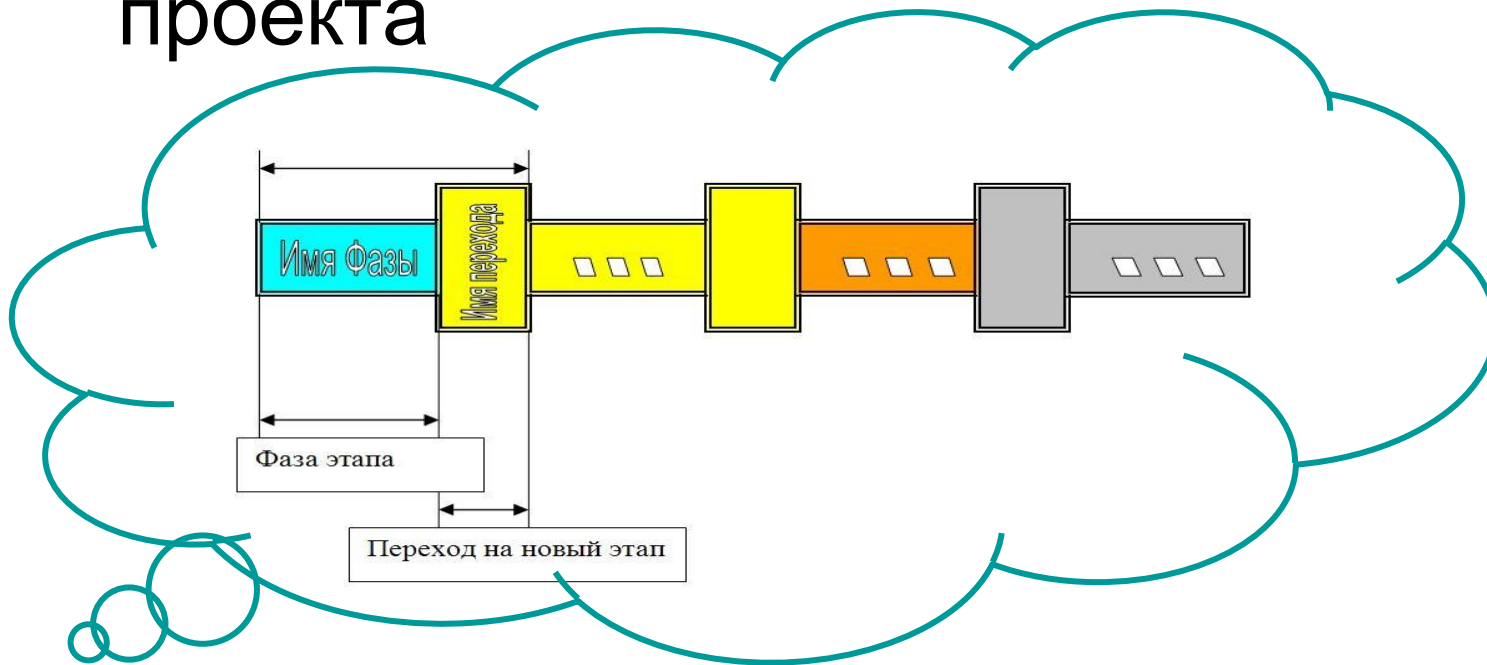 проекта
Имя Фазы
Имя перехода
Фаза этапа
Переход на новый этап